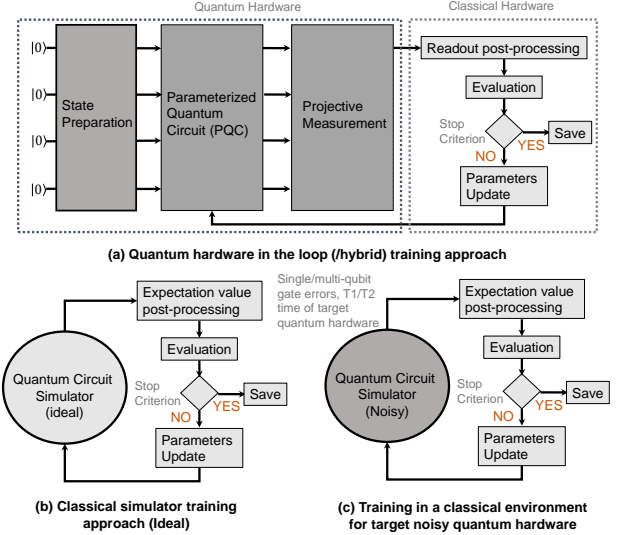 Quantum Hardware
Classical Hardware
|0⟩
|0⟩
|0⟩
|0⟩
State
Preparation
Parameterized
Quantum
Circuit (PQC)
Projective
Measurement
Readout post-processing
Evaluation
Stop
Criterion
YES
Save
NO
Parameters
Update
(a) Quantum hardware in the loop (/hybrid) training approach
Quantum Circuit
Simulator
(ideal)
Expectation value
post-processing
Evaluation
Stop
Criterion
YES
Save
NO
Parameters
Update
(b) Classical simulator training
approach (Ideal)
Single/multi-qubit
gate errors, T1/T2
time of target
quantum hardware
Quantum Circuit
Simulator
(Noisy)
Expectation value
post-processing
Evaluation
Stop
Criterion
YES
Save
NO
Parameters
Update
(c) Training in a classical environment
for target noisy quantum hardware